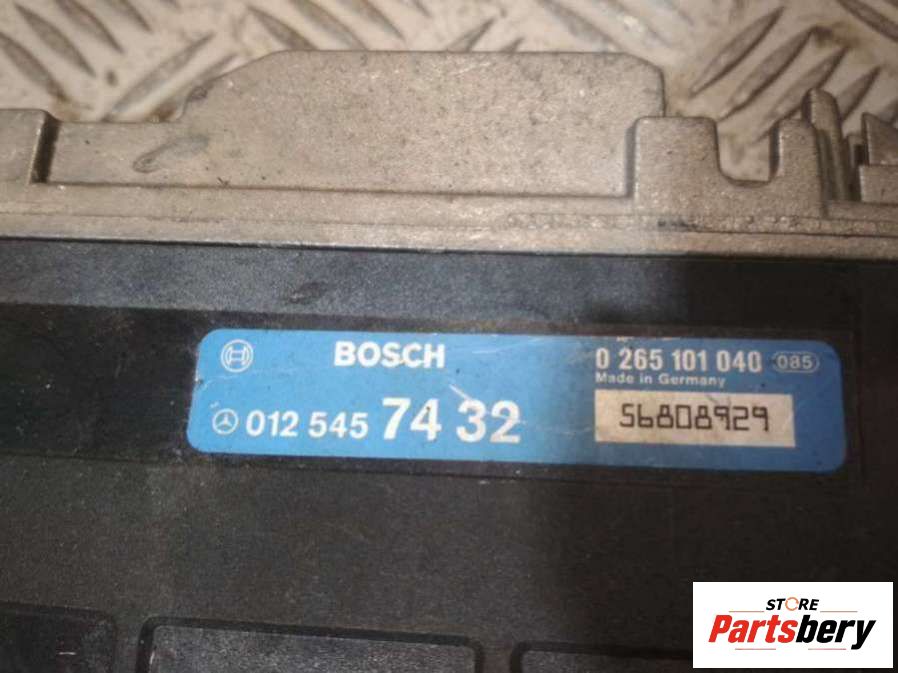 BOSCH
0 265 101 040 085
Made in Germany
012 545 74 32
56808929
STORE
Partsbery